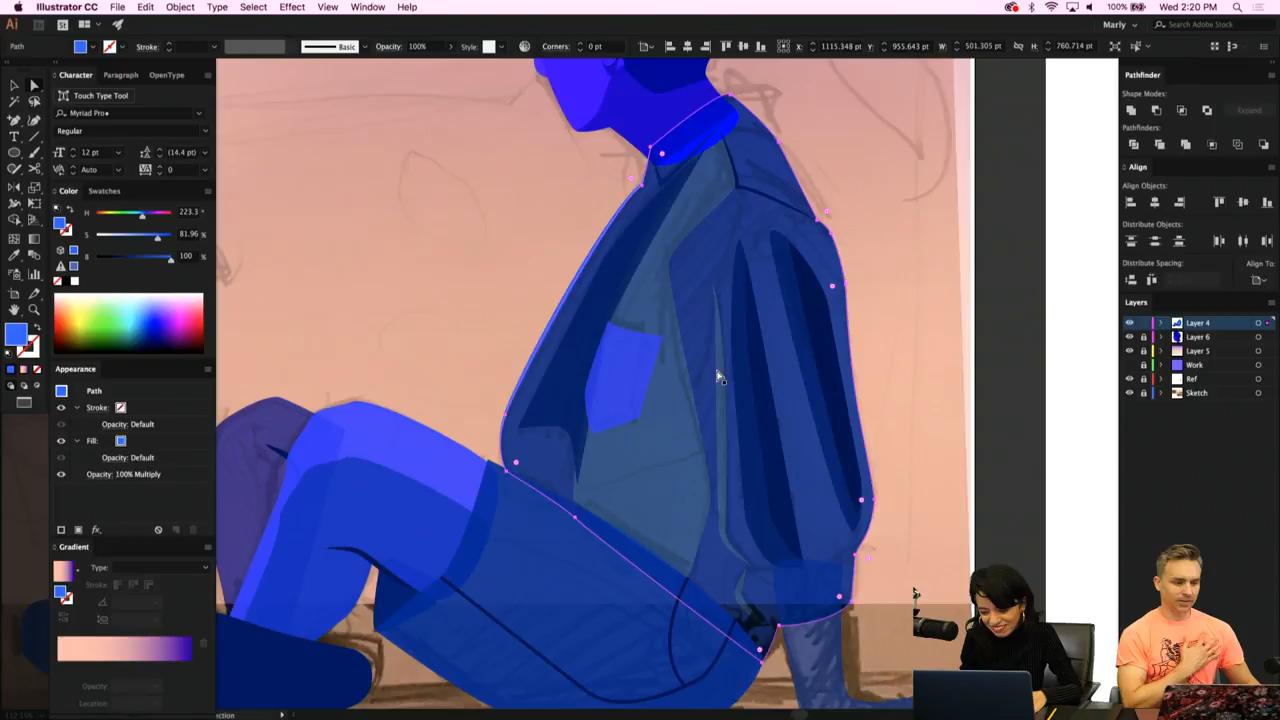 Illustrator CC File Edit Object Type Select Effect View Window Help
100% Wed 2:20 PM
Ai Br St Marly Search Adobe Stock
Path Stroke: Basic Opacity: 100% Style: Corners: 0 pt X: 1115.348 pt Y: 955.643 pt W: 501.305 pt H: 760.714 pt
Character Paragraph OpenType
Touch Type Tool
Myriad Pro
Regular
12 pt (14.4 pt)
Auto 0
Color Swatches
H 223.3 °
S 81.96 %
B 100 %
Appearance
Path
Stroke:
Opacity: Default
Fill:
Opacity: Default
Opacity: 100% Multiply
fx
Gradient
Type:
Opacity:
Location:
Pathfinder
Shape Modes:
Expand
Pathfinders:
Align
Align Objects:
Distribute Objects:
Distribute Spacing: Align To:
Layers
Layer 4
Layer 6
Layer 5
Work
Ref
Sketch